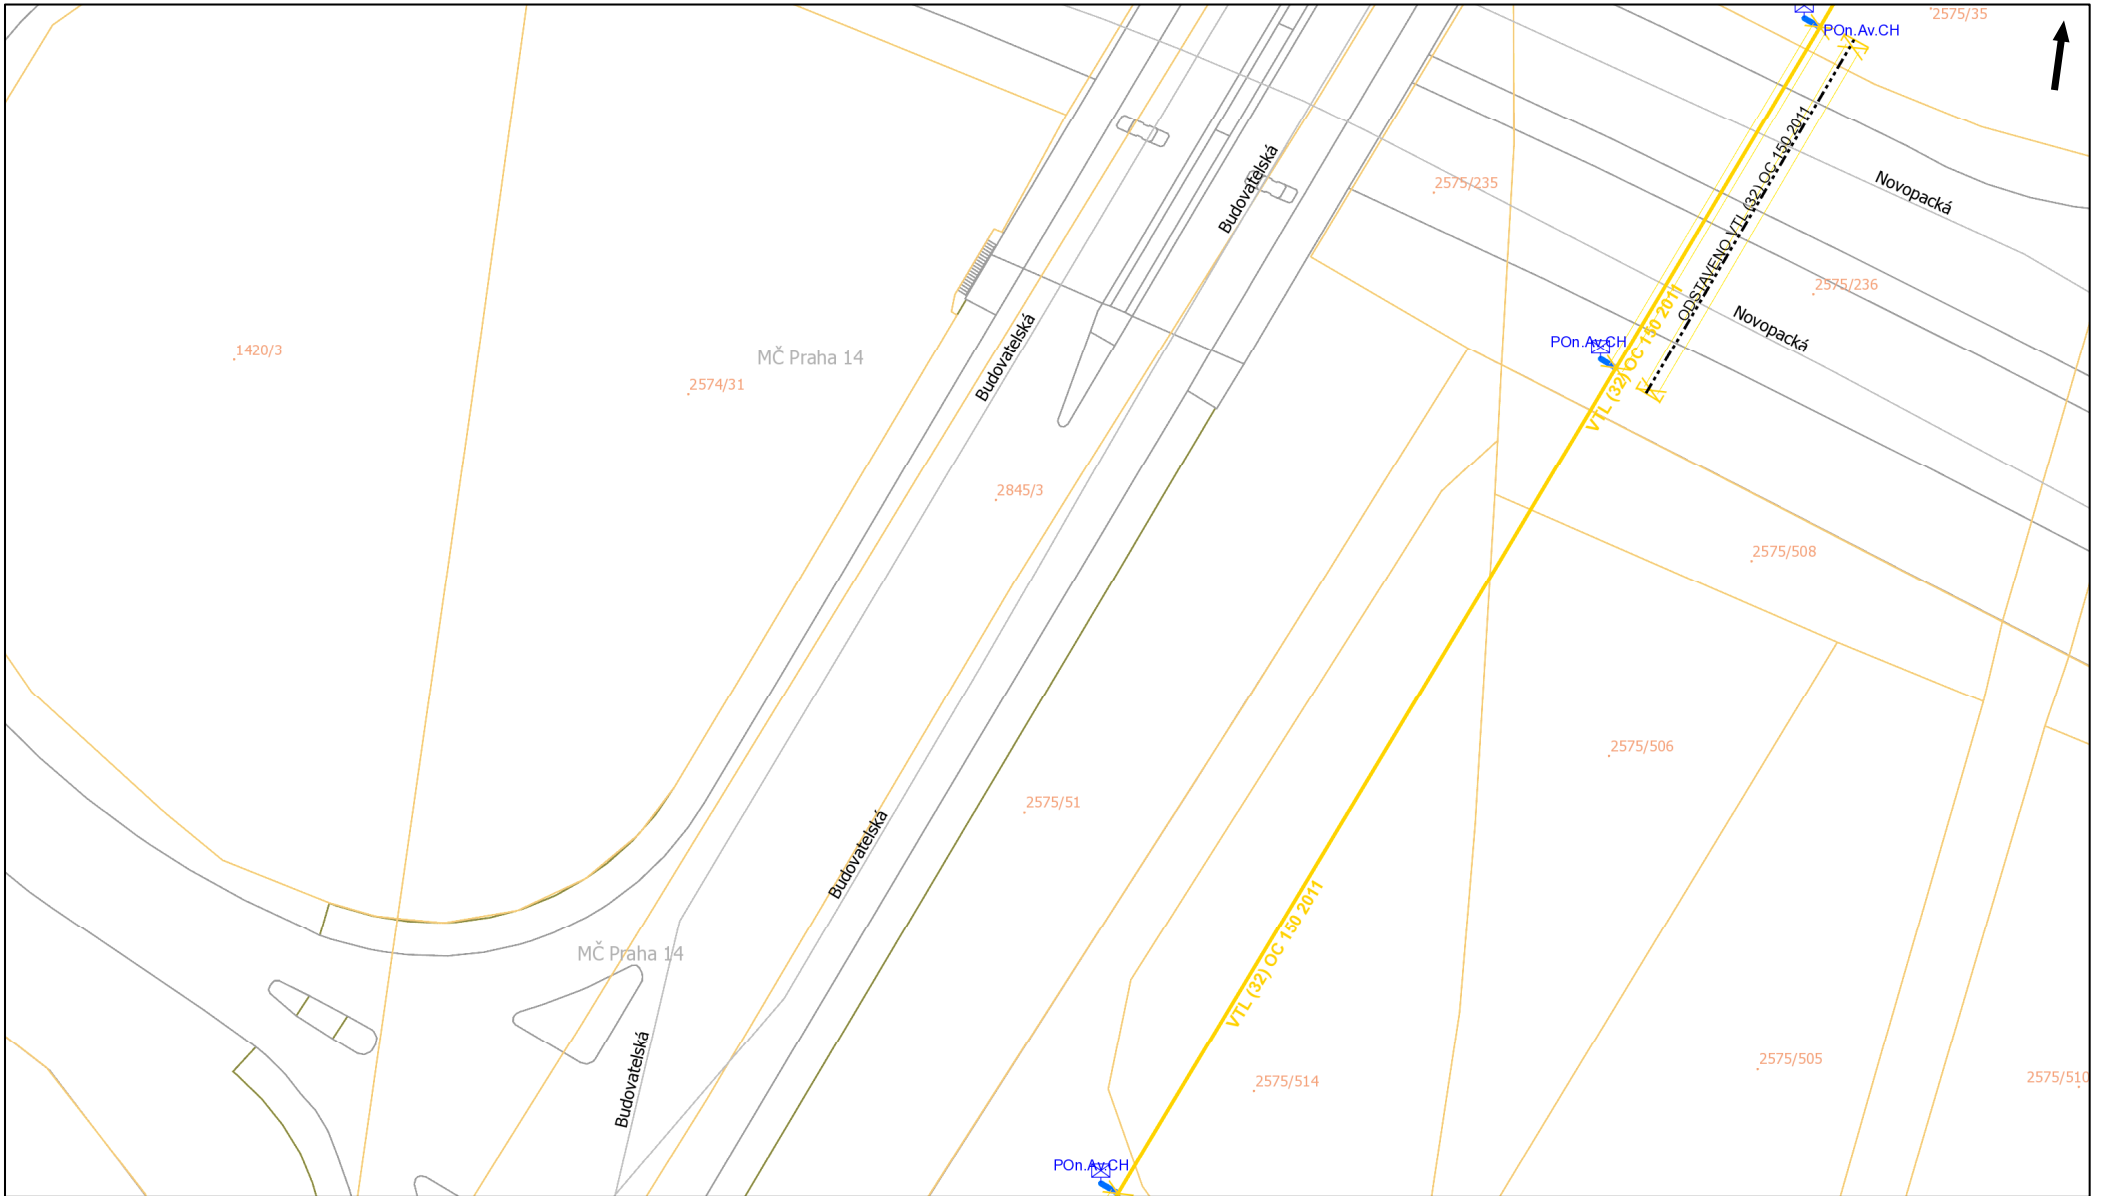 2575/35
POn.Av.CH
ODSTAVENO VTL (32) OC 150 2011
Budovatelská
2575/235
Novopacká
2575/236
Novopacká
POn.Av.CH
VTL (32) OC 150 2011
1420/3
MČ Praha 14
2574/31
Budovatelská
2845/3
2575/508
2575/506
2575/51
Budovatelská
VTL (32) OC 150 2011
MČ Praha 14
Budovatelská
2575/514
2575/505
2575/510
POn.Av.CH